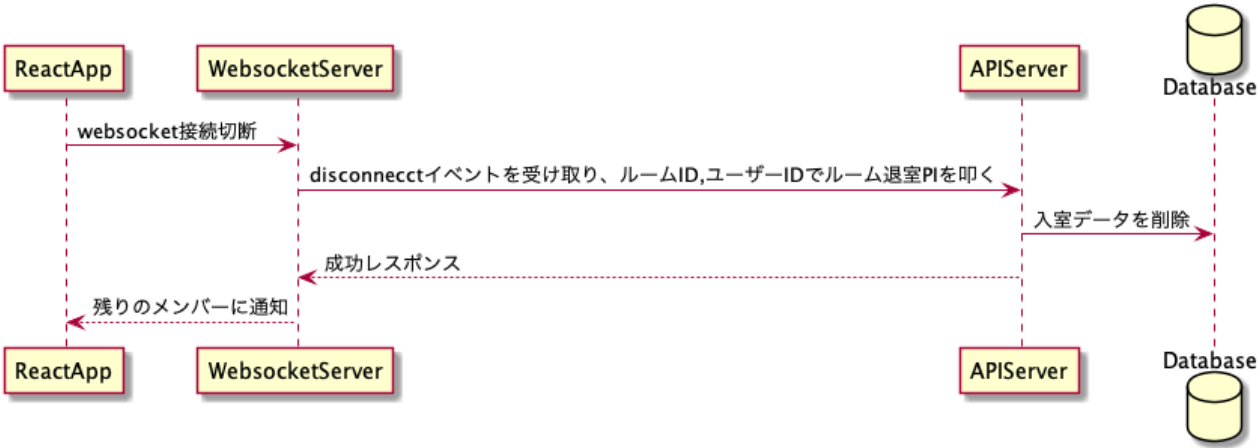 Database
ReactApp
WebsocketServer
APIServer
websocket接続切断
disconnecctイベントを受け取り、ルームID,ユーザーIDでルーム退室PIを叩く
入室データを削除
成功レスポンス
残りのメンバーに通知
ReactApp
WebsocketServer
APIServer
Database